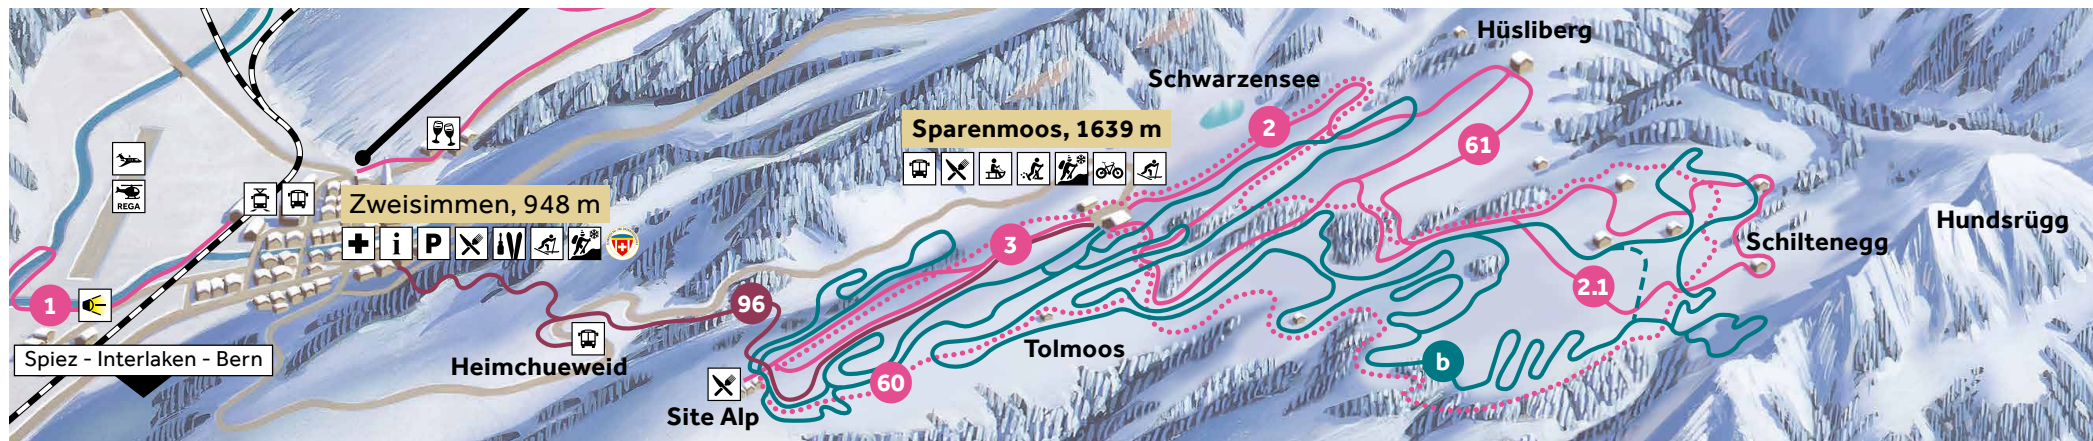 Hüsliberg
Schwarzensee
Sparenmoos, 1639 m
2
61
REGA
Zweisimmen, 948 m
i
P
Hundsrügg
Schiltenegg
3
2.1
1
96
Spiez - Interlaken - Bern
Heimchueweid
Tolmoos
b
60
Site Alp